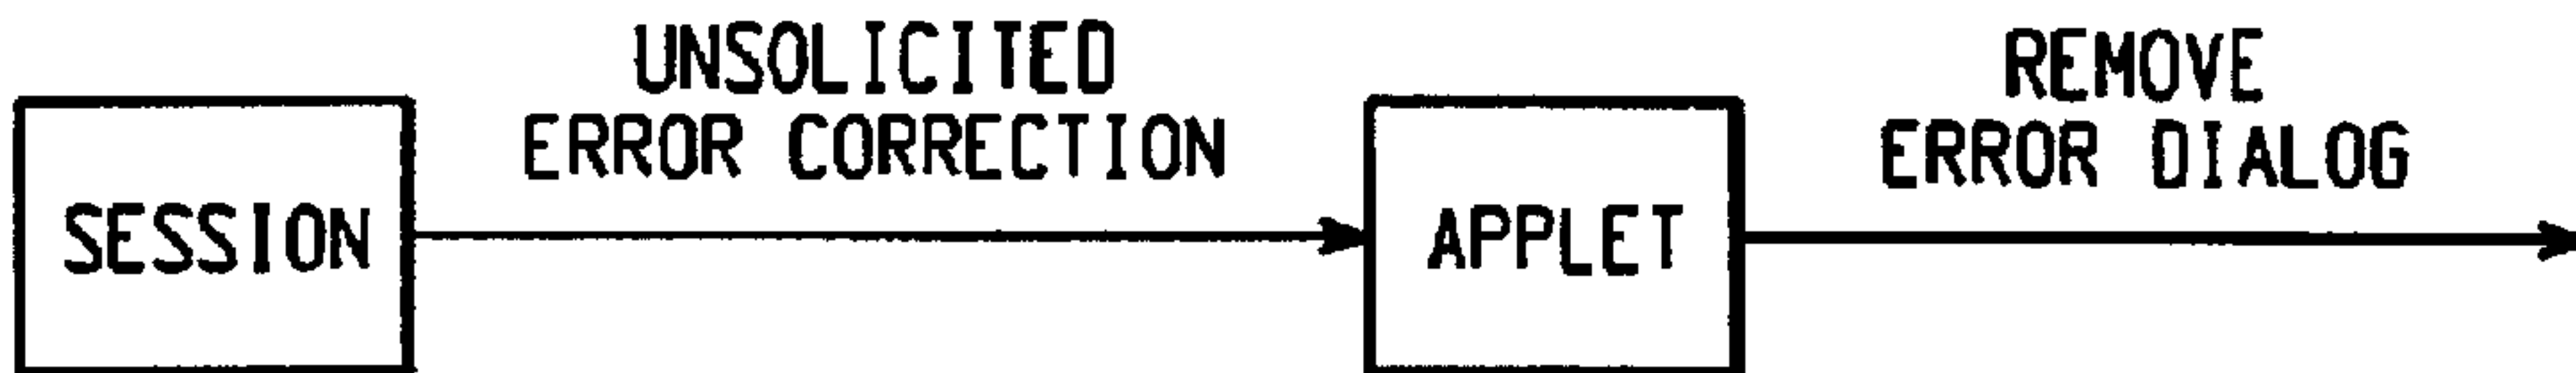 UNSOLICITED
ERROR CORRECTION
REMOVE
ERROR DIALOG
SESSION
APPLET